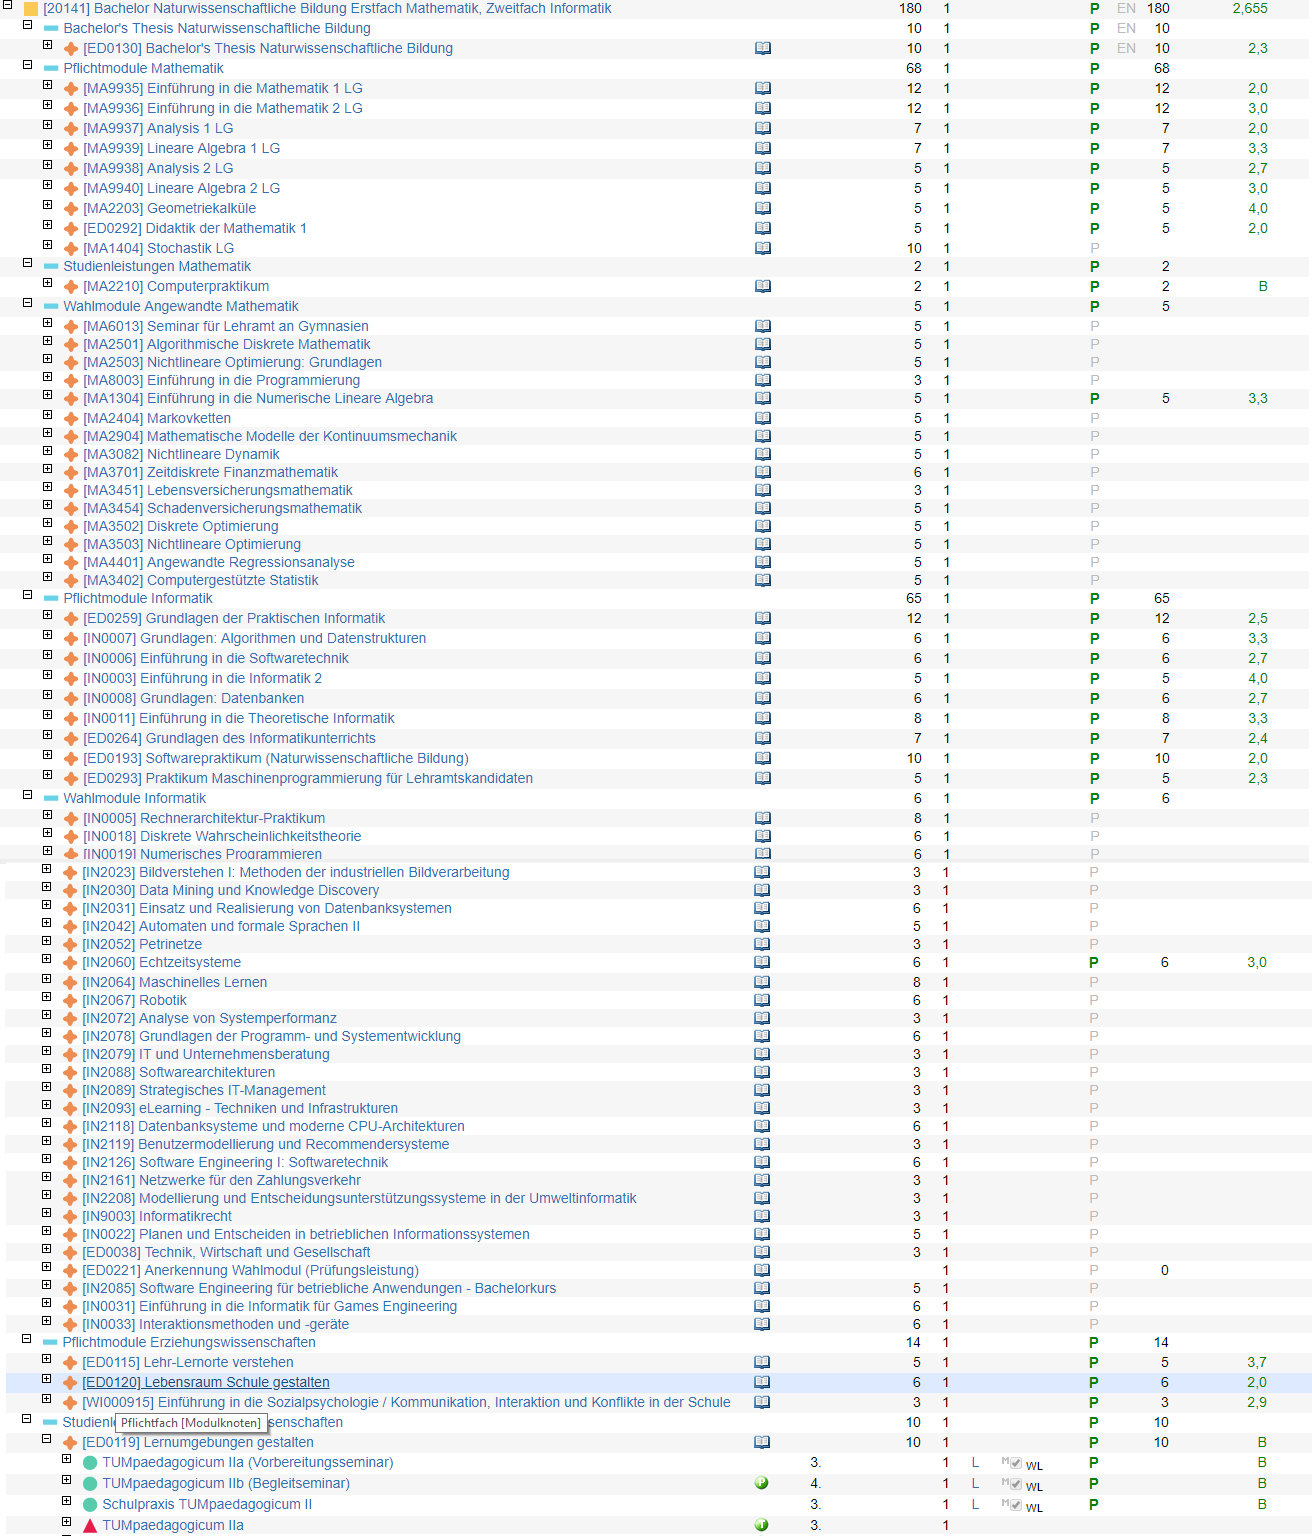 [20141] Bachelor Naturwissenschaftliche Bildung Erstfach Mathematik, Zweitfach Informatik 180 1 P EN 180 2,655
Bachelor's Thesis Naturwissenschaftliche Bildung 10 1 P EN 10
[ED0130] Bachelor's Thesis Naturwissenschaftliche Bildung 10 1 P EN 10 2,3
Pflichtmodule Mathematik 68 1 P 68
[MA9935] Einführung in die Mathematik 1 LG 12 1 P 12 2,0
[MA9936] Einführung in die Mathematik 2 LG 12 1 P 12 3,0
[MA9937] Analysis 1 LG 7 1 P 7 2,0
[MA9939] Lineare Algebra 1 LG 7 1 P 7 3,3
[MA9938] Analysis 2 LG 5 1 P 5 2,7
[MA9940] Lineare Algebra 2 LG 5 1 P 5 3,0
[MA2203] Geometriekalküle 5 1 P 5 4,0
[ED0292] Didaktik der Mathematik 1 5 1 P 5 2,0
[MA1404] Stochastik LG 10 1 P
Studienleistungen Mathematik 2 1 P 2
[MA2210] Computerpraktikum 2 1 P 2 B
Wahlmodule Angewandte Mathematik 5 1 P 5
[MA6013] Seminar für Lehramt an Gymnasien 5 1 P
[MA2501] Algorithmische Diskrete Mathematik 5 1 P
[MA2503] Nichtlineare Optimierung: Grundlagen 5 1 P
[MA8003] Einführung in die Programmierung 3 1 P
[MA1304] Einführung in die Numerische Lineare Algebra 5 1 P 5 3,3
[MA2404] Markovketten 5 1 P
[MA2904] Mathematische Modelle der Kontinuumsmechanik 5 1 P
[MA3082] Nichtlineare Dynamik 5 1 P
[MA3701] Zeitdiskrete Finanzmathematik 6 1 P
[MA3451] Lebensversicherungsmathematik 3 1 P
[MA3454] Schadenversicherungsmathematik 5 1 P
[MA3502] Diskrete Optimierung 5 1 P
[MA3503] Nichtlineare Optimierung 5 1 P
[MA4401] Angewandte Regressionsanalyse 5 1 P
[MA3402] Computergestützte Statistik 5 1 P
Pflichtmodule Informatik 65 1 P 65
[ED0259] Grundlagen der Praktischen Informatik 12 1 P 12 2,5
[IN0007] Grundlagen: Algorithmen und Datenstrukturen 6 1 P 6 3,3
[IN0006] Einführung in die Softwaretechnik 6 1 P 6 2,7
[IN0003] Einführung in die Informatik 2 5 1 P 5 4,0
[IN0008] Grundlagen: Datenbanken 6 1 P 6 2,7
[IN0011] Einführung in die Theoretische Informatik 8 1 P 8 3,3
[ED0264] Grundlagen des Informatikunterrichts 7 1 P 7 2,4
[ED0193] Softwarepraktikum (Naturwissenschaftliche Bildung) 10 1 P 10 2,0
[ED0293] Praktikum Maschinenprogrammierung für Lehramtskandidaten 5 1 P 5 2,3
Wahlmodule Informatik 6 1 P 6
[IN0005] Rechnerarchitektur-Praktikum 8 1 P
[IN0018] Diskrete Wahrscheinlichkeitstheorie 6 1 P
[IN0019] Numerisches Programmieren 6 1 P
[IN2023] Bildverstehen I: Methoden der industriellen Bildverarbeitung 3 1 P
[IN2030] Data Mining und Knowledge Discovery 3 1 P
[IN2031] Einsatz und Realisierung von Datenbanksystemen 6 1 P
[IN2042] Automaten und formale Sprachen II 5 1 P
[IN2052] Petrinetze 3 1 P
[IN2060] Echtzeitsysteme 6 1 P 6 3,0
[IN2064] Maschinelles Lernen 8 1 P
[IN2067] Robotik 6 1 P
[IN2072] Analyse von Systemperformanz 3 1 P
[IN2078] Grundlagen der Programm- und Systementwicklung 6 1 P
[IN2079] IT und Unternehmensberatung 3 1 P
[IN2088] Softwarearchitekturen 3 1 P
[IN2089] Strategisches IT-Management 3 1 P
[IN2093] eLearning - Techniken und Infrastrukturen 3 1 P
[IN2118] Datenbanksysteme und moderne CPU-Architekturen 6 1 P
[IN2119] Benutzermodellierung und Recommendersysteme 3 1 P
[IN2126] Software Engineering I: Softwaretechnik 6 1 P
[IN2161] Netzwerke für den Zahlungsverkehr 3 1 P
[IN2208] Modellierung und Entscheidungsunterstützungssysteme in der Umweltinformatik 3 1 P
[IN9003] Informatikrecht 3 1 P
[IN0022] Planen und Entscheiden in betrieblichen Informationssystemen 5 1 P
[ED0038] Technik, Wirtschaft und Gesellschaft 3 1 P
[ED0221] Anerkennung Wahlmodul (Prüfungsleistung) 1 P 0
[IN2085] Software Engineering für betriebliche Anwendungen - Bachelorkurs 5 1 P
[IN0031] Einführung in die Informatik für Games Engineering 6 1 P
[IN0033] Interaktionsmethoden und -geräte 6 1 P
Pflichtmodule Erziehungswissenschaften 14 1 P 14
[ED0115] Lehr-Lernorte verstehen 5 1 P 5 3,7
[ED0120] Lebensraum Schule gestalten 6 1 P 6 2,0
[WI000915] Einführung in die Sozialpsychologie / Kommunikation, Interaktion und Konflikte in der Schule 3 1 P 3 2,9
Studienl Pflichtfach [Modulknoten] senschaften 10 1 P 10
[ED0119] Lernumgebungen gestalten 10 1 P 10 B
TUMpaedagogicum IIa (Vorbereitungsseminar) 3. 1 L M WL P B
TUMpaedagogicum IIb (Begleitseminar) P 4. 1 L M WL P B
Schulpraxis TUMpaedagogicum II 3. 1 L M WL P B
TUMpaedagogicum IIa T 3. 1